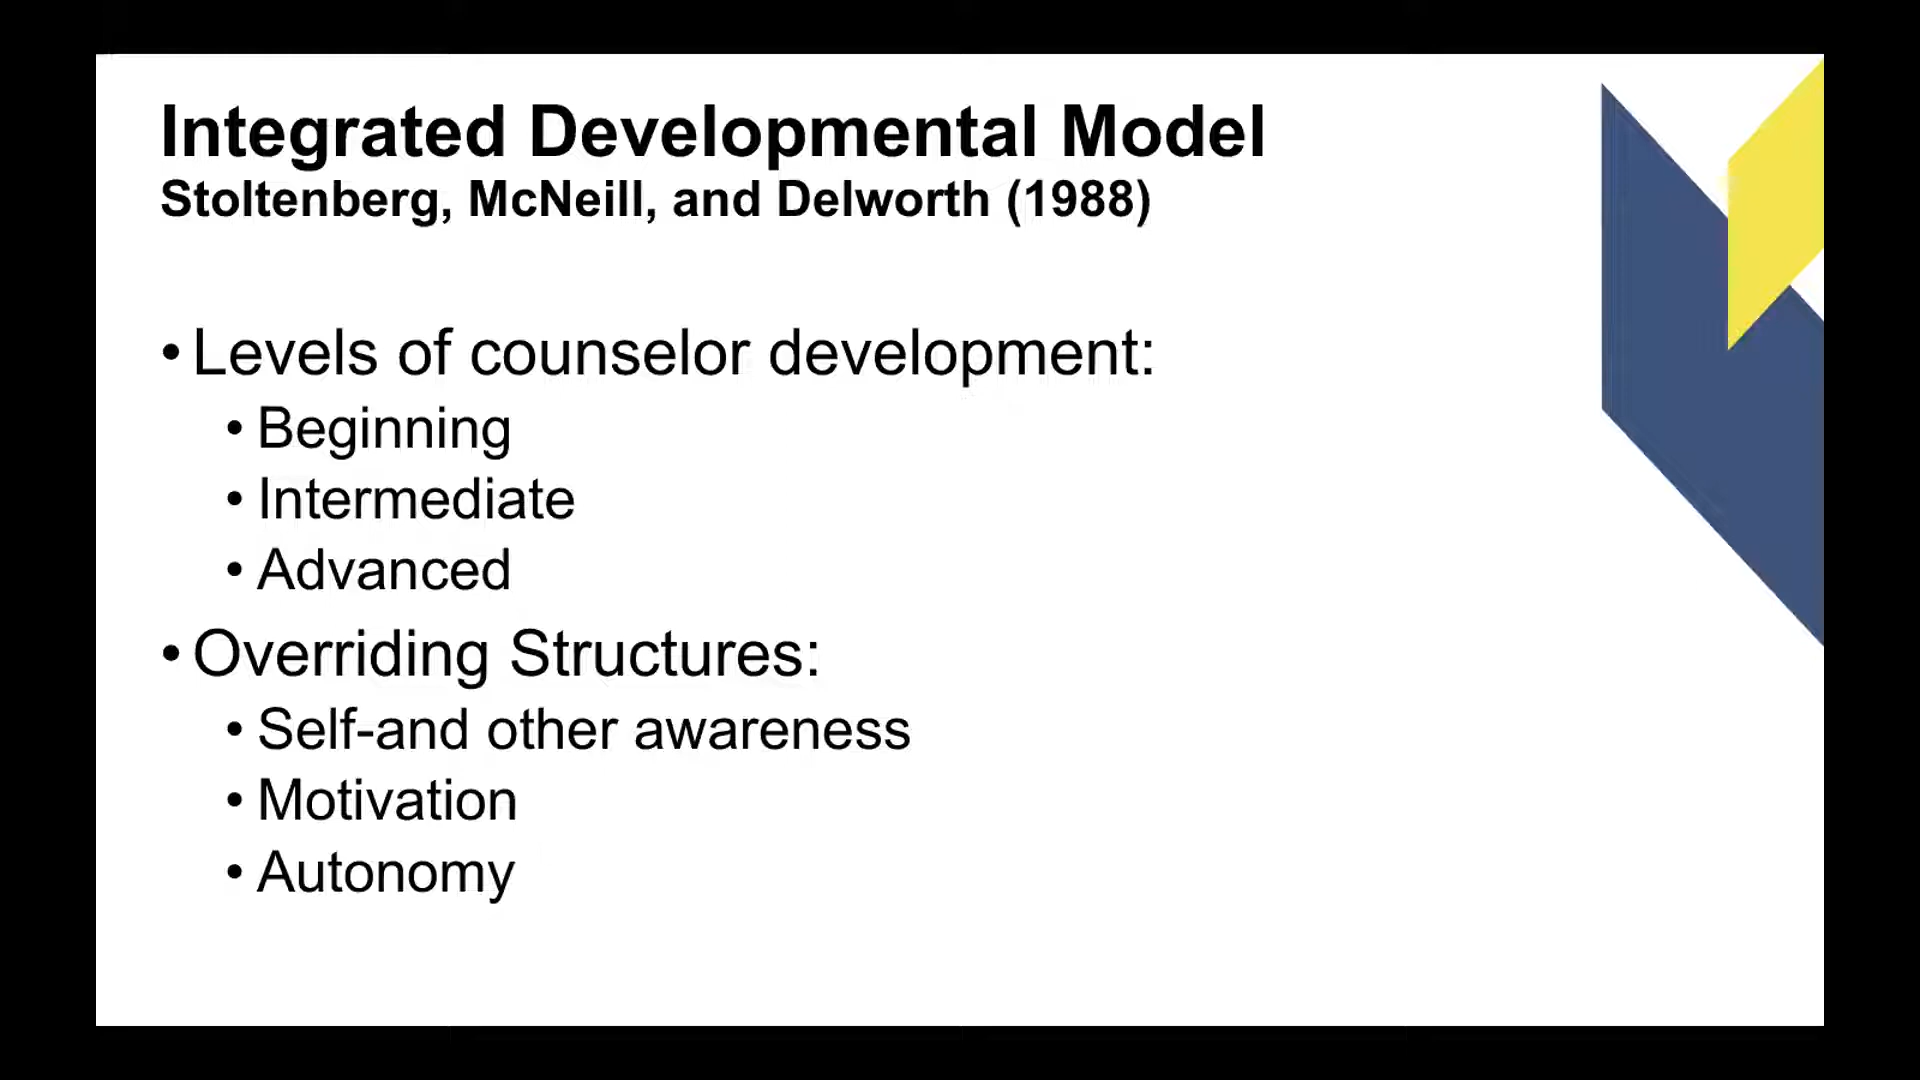 Integrated Developmental Model
Stoltenberg, McNeill, and Delworth (1988)
• Levels of counselor development:
• Beginning
• Intermediate
• Advanced
• Overriding Structures:
• Self-and other awareness
• Motivation
• Autonomy